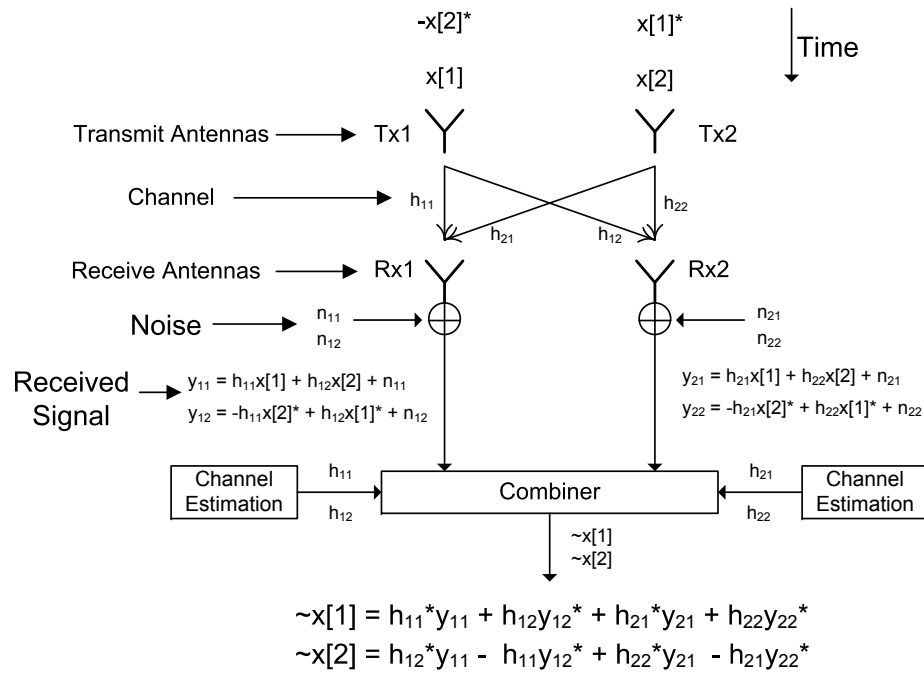 -x[2]* x[1]*
Time
x[1] x[2]
Transmit Antennas Tx1 Tx2
Channel h₁₁ h₂₂
h₂₁ h₁₂
Receive Antennas Rx1 Rx2
Noise n₁₁ n₂₁
n₁₂ n₂₂
Received
Signal
y₁₁ = h₁₁x[1] + h₁₂x[2] + n₁₁
y₁₂ = -h₁₁x[2]* + h₁₂x[1]* + n₁₂
y₂₁ = h₂₁x[1] + h₂₂x[2] + n₂₁
y₂₂ = -h₂₁x[2]* + h₂₂x[1]* + n₂₂
Channel
Estimation
h₁₁
h₁₂
Combiner
h₂₁
h₂₂
Channel
Estimation
~x[1]
~x[2]
~x[1] = h₁₁*y₁₁ + h₁₂y₁₂* + h₂₁*y₂₁ + h₂₂y₂₂*
~x[2] = h₁₂*y₁₁ - h₁₁y₁₂* + h₂₂*y₂₁ - h₂₁y₂₂*